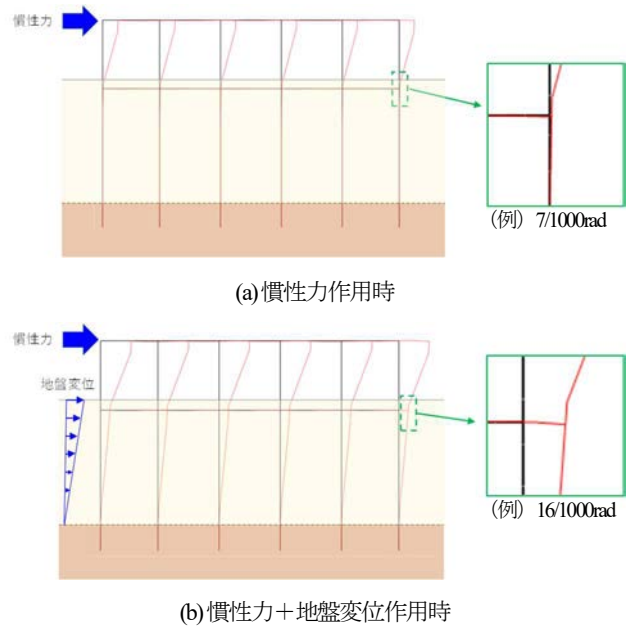 慣性力
(例) 7/1000rad
(a)慣性力作用時
慣性力
地盤変位
(例) 16/1000rad
(b)慣性力＋地盤変位作用時